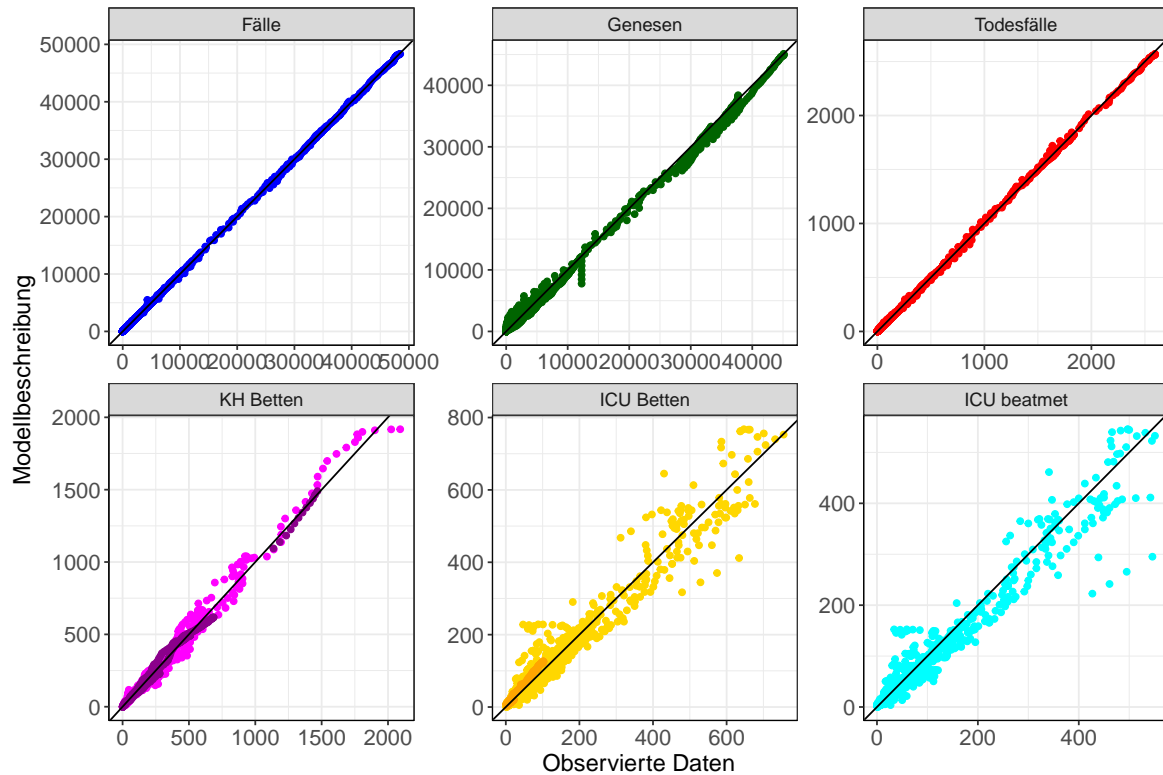 Fälle
Genesen
Todesfälle
50000
40000
30000
20000
10000
0
0 10000 20000 30000 40000 50000
40000
30000
20000
10000
0
0 10000 20000 30000 40000
2000
1000
0
0 1000 2000
Modellbeschreibung
KH Betten
ICU Betten
ICU beatmet
2000
1500
1000
500
0
0 500 1000 1500 2000
800
600
400
200
0
0 200 400 600
400
200
0
0 200 400
Observierte Daten